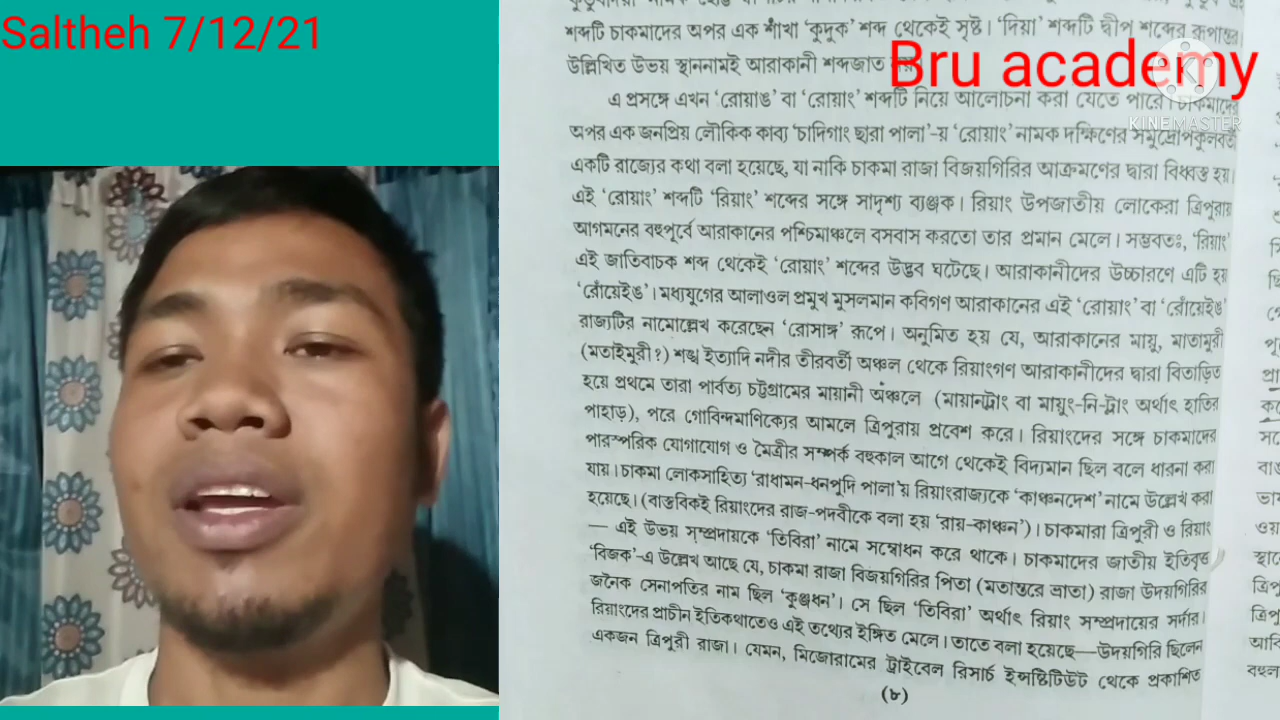 Saltheh 7/12/21
Bru academy
KINEMASTER
শব্দটি চাকমাদের অপর এক শাঁখা ‘কুদুক’ শব্দ থেকেই সৃষ্ট। ‘দিয়া’ শব্দটি দ্বীপ শব্দের রূপান্তর
উল্লিখিত উভয় স্থাননামই আরাকানী শব্দজাত
এ প্রসঙ্গে এখন ‘রোয়াঙ’ বা ‘রোয়াং’ শব্দটি নিয়ে আলোচনা করা যেতে পারে। চাকমাদের
অপর এক জনপ্রিয় লৌকিক কাব্য ‘চাদিগাং ছারা পালা’-য় ‘রোয়াং’ নামক দক্ষিণের সমুদ্রোপকুলবর্তী
একটি রাজ্যের কথা বলা হয়েছে, যা নাকি চাকমা রাজা বিজয়গিরির আক্রমণের দ্বারা বিধ্বস্ত হয়।
এই ‘রোয়াং’ শব্দটি ‘রিয়াং’ শব্দের সঙ্গে সাদৃশ্য ব্যঞ্জক। রিয়াং উপজাতীয় লোকেরা ত্রিপুরায়
আগমনের বহুপূর্বে আরাকানের পশ্চিমাঞ্চলে বসবাস করতো তার প্রমান মেলে। সম্ভবতঃ, ‘রিয়াং’
এই জাতিবাচক শব্দ থেকেই ‘রোয়াং’ শব্দের উদ্ভব ঘটেছে। আরাকানীদের উচ্চারণে এটি হয়
‘রোঁয়েইঙ’। মধ্যযুগের আলাওল প্রমুখ মুসলমান কবিগণ আরাকানের এই ‘রোয়াং’ বা ‘রোঁয়েইঙ’
রাজ্যটির নামোল্লেখ করেছেন ‘রোসাঙ্গ’ রূপে। অনুমিত হয় যে, আরাকানের মায়ু, মাতামুরী
(মতাইমুরী?) শঙ্খ ইত্যাদি নদীর তীরবর্তী অঞ্চল থেকে রিয়াংগণ আরাকানীদের দ্বারা বিতাড়িত
হয়ে প্রথমে তারা পার্বত্য চট্টগ্রামের মায়ানী অঁঞ্চলে (মায়ানট্রাং বা মায়ুং-নি-ট্রাং অর্থাৎ হাতির
পাহাড়), পরে গোবিন্দমাণিক্যের আমলে ত্রিপুরায় প্রবেশ করে। রিয়াংদের সঙ্গে চাকমাদের
পারস্পরিক যোগাযোগ ও মৈত্রীর সম্পর্ক বহুকাল আগে থেকেই বিদ্যমান ছিল বলে ধারনা করা
যায়। চাকমা লোকসাহিত্য ‘রাধামন-ধনপুদি পালা’য় রিয়াংরাজ্যকে ‘কাঞ্চনদেশ’ নামে উল্লেখ করা
হয়েছে। (বাস্তবিকই রিয়াংদের রাজ-পদবীকে বলা হয় ‘রায়-কাঞ্চন’)। চাকমারা ত্রিপুরী ও রিয়াং
— এই উভয় সম্প্রদায়কে ‘তিবিরা’ নামে সম্বোধন করে থাকে। চাকমাদের জাতীয় ইতিবৃত্ত
‘বিজক’-এ উল্লেখ আছে যে, চাকমা রাজা বিজয়গিরির পিতা (মতান্তরে ভ্রাতা) রাজা উদয়গিরির
জনৈক সেনাপতির নাম ছিল ‘কুঞ্জধন’। সে ছিল ‘তিবিরা’ অর্থাৎ রিয়াং সম্প্রদায়ের সর্দার।
রিয়াংদের প্রাচীন ইতিকথাতেও এই তথ্যের ইঙ্গিত মেলে। তাতে বলা হয়েছে—উদয়গিরি ছিলেন
একজন ত্রিপুরী রাজা। যেমন, মিজোরামের ট্রাইবেল রিসার্চ ইন্সষ্টিটিউট থেকে প্রকাশিত
(৮)